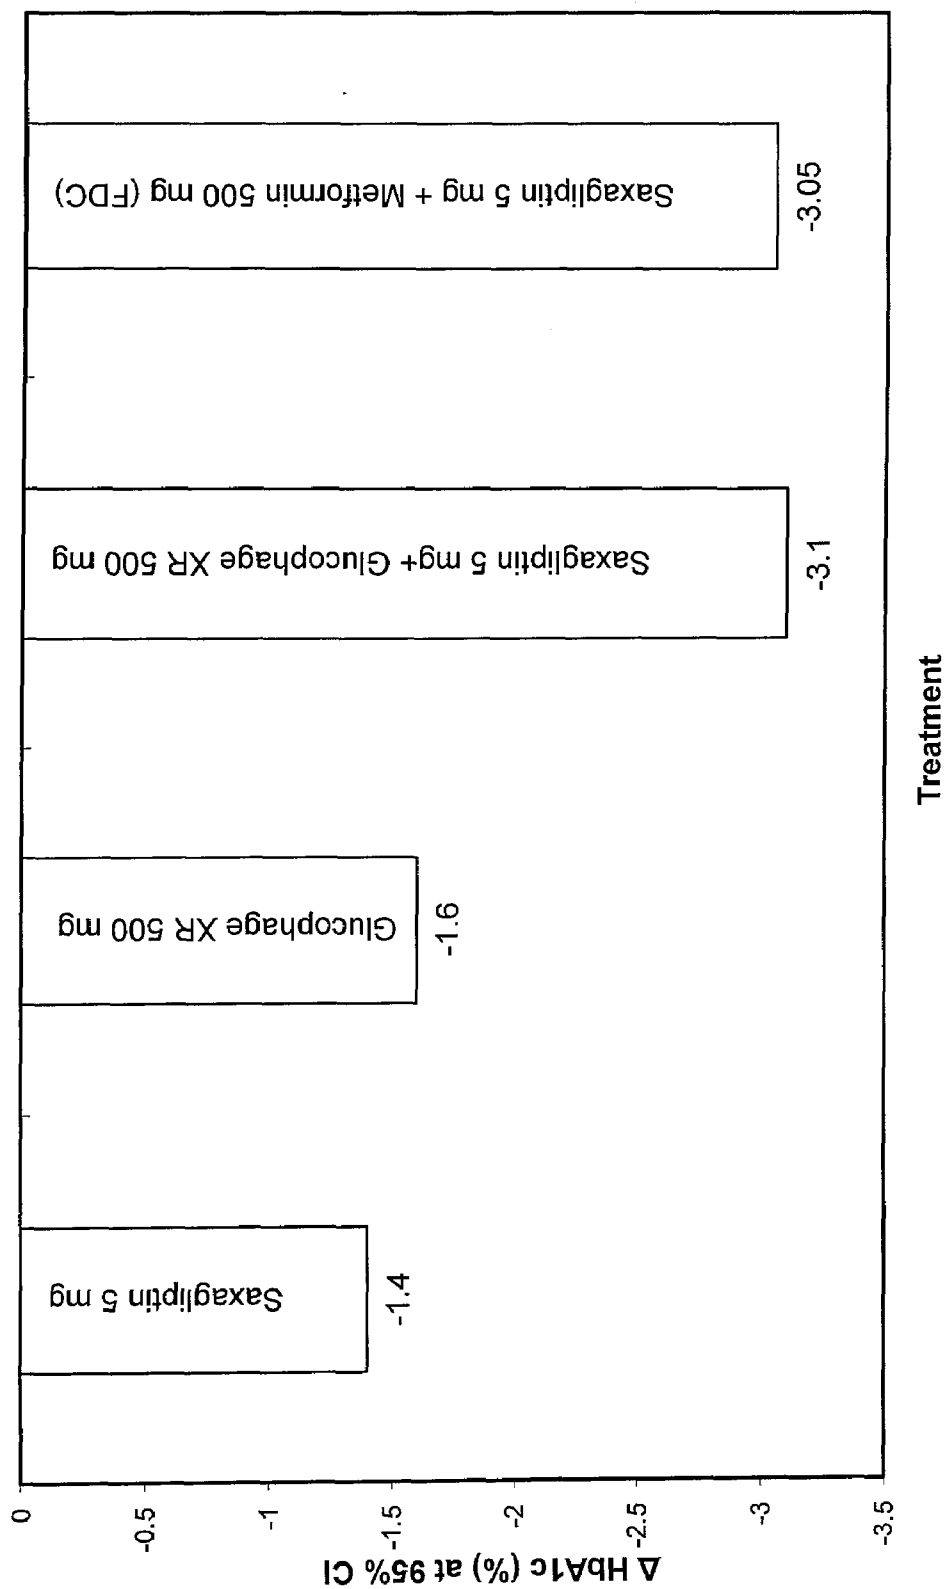 Δ HbA1c (%) at 95% CI
0
-0.5
-1
-1.5
-2
-2.5
-3
-3.5
Saxagliptin 5 mg
-1.4
Glucophage XR 500 mg
-1.6
Saxagliptin 5 mg+ Glucophage XR 500 mg
-3.1
Saxagliptin 5 mg + Metformin 500 mg (FDC)
-3.05
Treatment